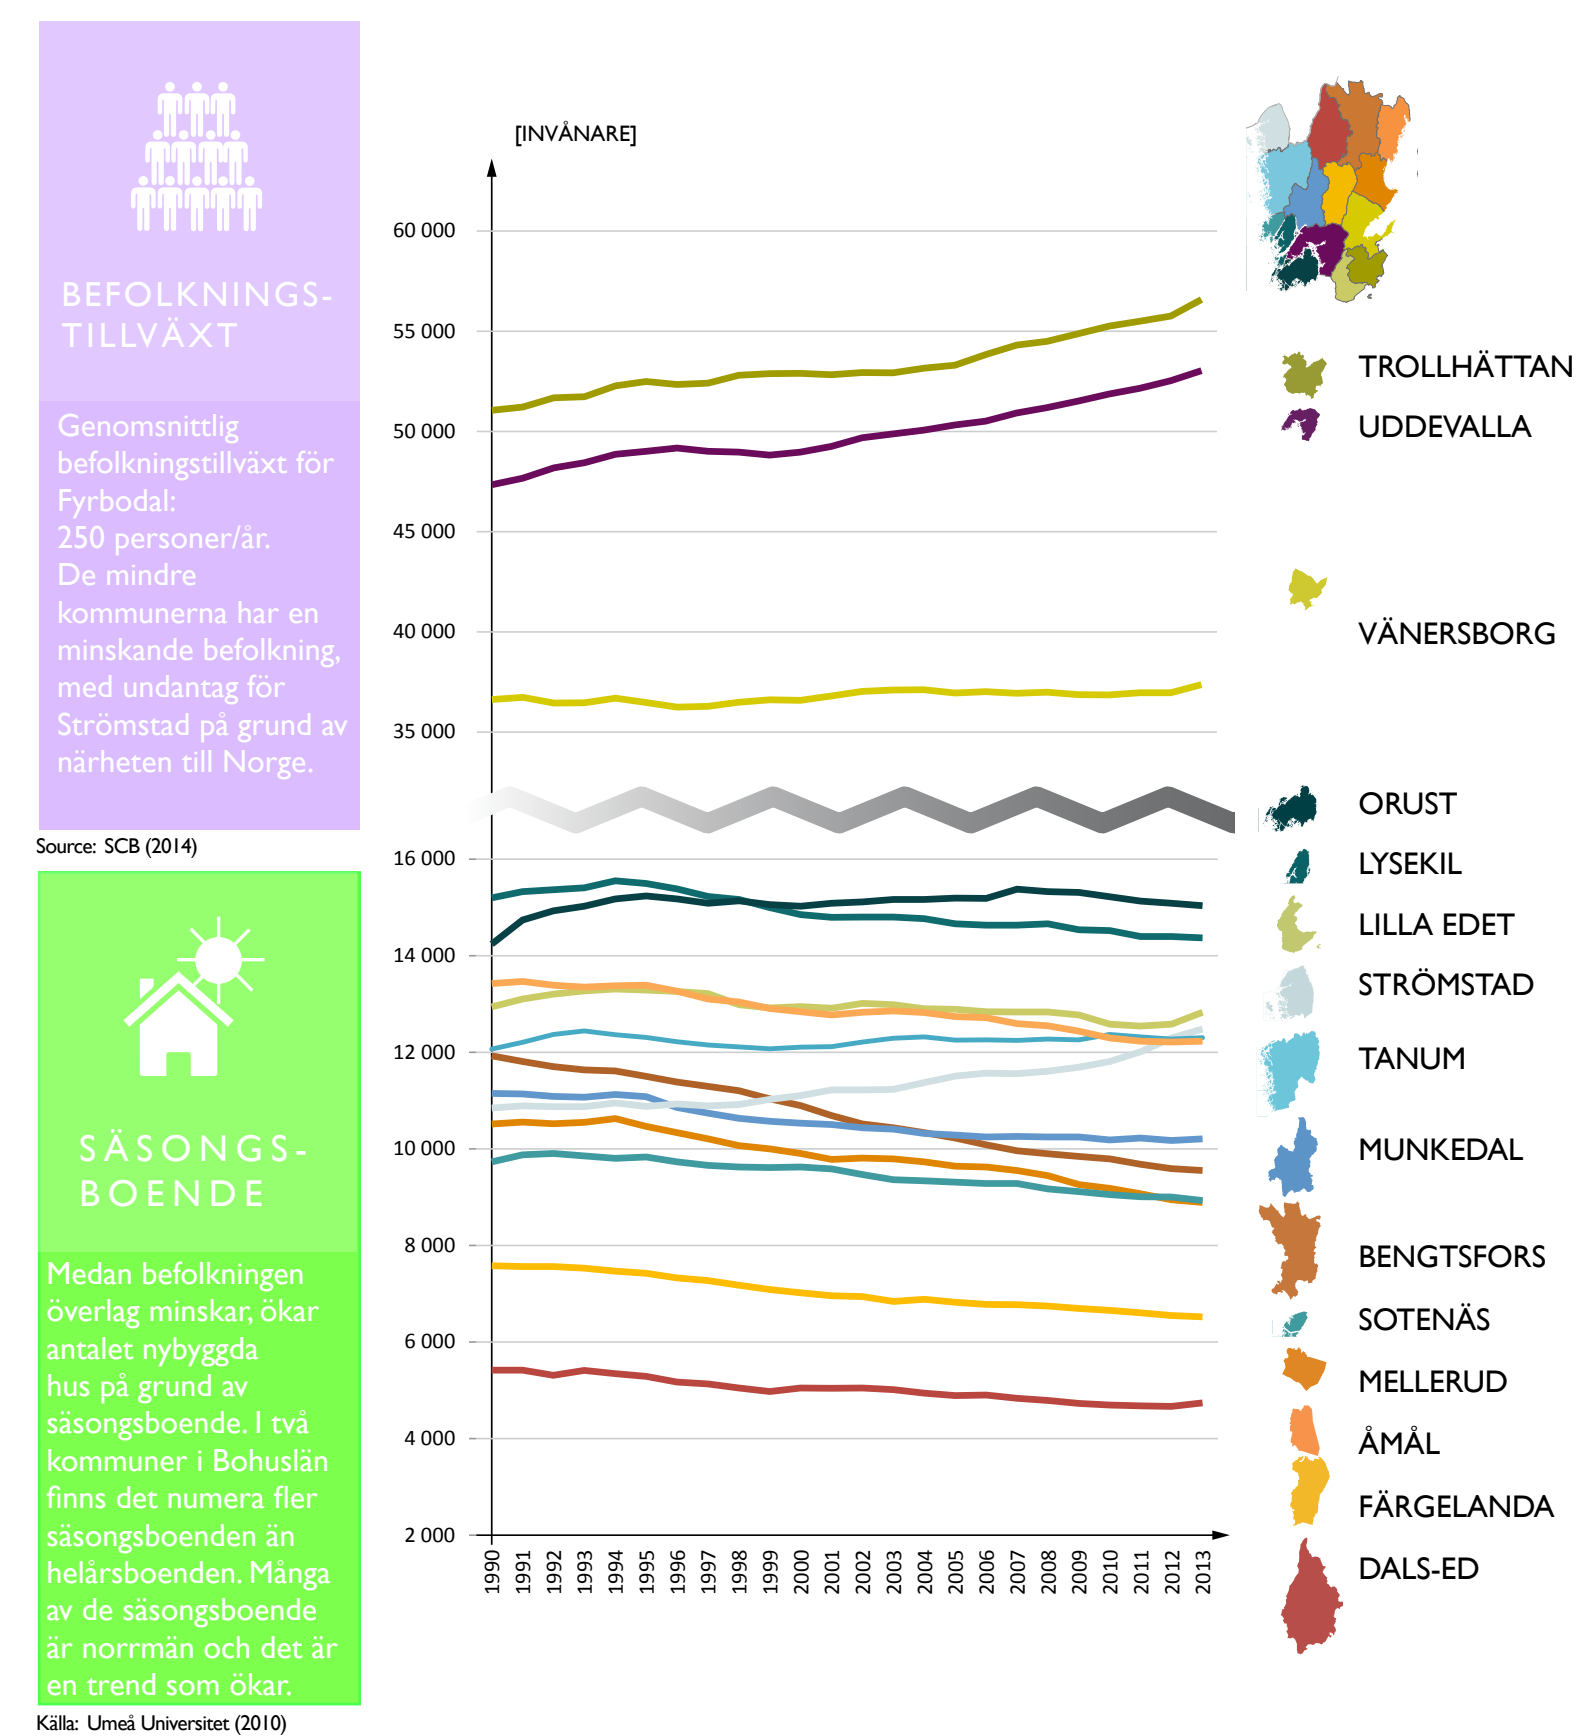 BEFOLKNINGS-
TILLVÄXT
Genomsnittlig
befolkningstillväxt för
Fyrbodal:
250 personer/år.
De mindre
kommunerna har en
minskande befolkning,
med undantag för
Strömstad på grund av
närheten till Norge.
Source: SCB (2014)
SÄSONGS-
BOENDE
Medan befolkningen
överlag minskar, ökar
antalet nybyggda
hus på grund av
säsongsboende. I två
kommuner i Bohuslän
finns det numera fler
säsongsboenden än
helårsboenden. Många
av de säsongsboende
är norrmän och det är
en trend som ökar.
Källa: Umeå Universitet (2010)
[INVÅNARE]
60 000
55 000
50 000
45 000
40 000
35 000
16 000
14 000
12 000
10 000
8 000
6 000
4 000
2 000
1990
1991
1992
1993
1994
1995
1996
1997
1998
1999
2000
2001
2002
2003
2004
2005
2006
2007
2008
2009
2010
2011
2012
2013
TROLLHÄTTAN
UDDEVALLA
VÄNERSBORG
ORUST
LYSEKIL
LILLA EDET
STRÖMSTAD
TANUM
MUNKEDAL
BENGTSFORS
SOTENÄS
MELLERUD
ÅMÅL
FÄRGELANDA
DALS-ED